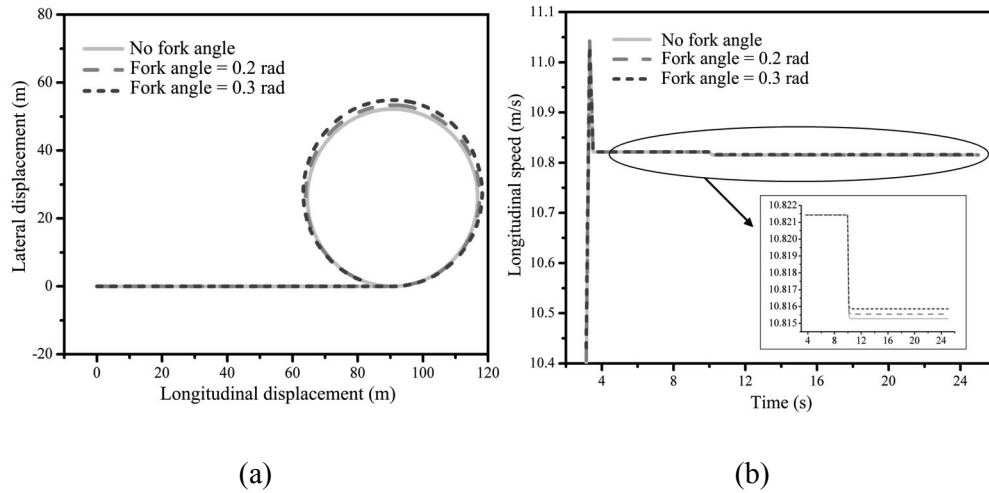 80
60
40
20
0
-20
Lateral displacement (m)
No fork angle
Fork angle = 0.2 rad
Fork angle = 0.3 rad
0 20 40 60 80 100 120
Longitudinal displacement (m)
(a)
11.1
11.0
10.9
10.8
10.7
10.6
10.5
10.4
Longitudinal speed (m/s)
No fork angle
Fork angle = 0.2 rad
Fork angle = 0.3 rad
10.822
10.821
10.819
10.818
10.816
10.815
4 8 12 16 20 24
4 8 12 16 20 24
Time (s)
(b)